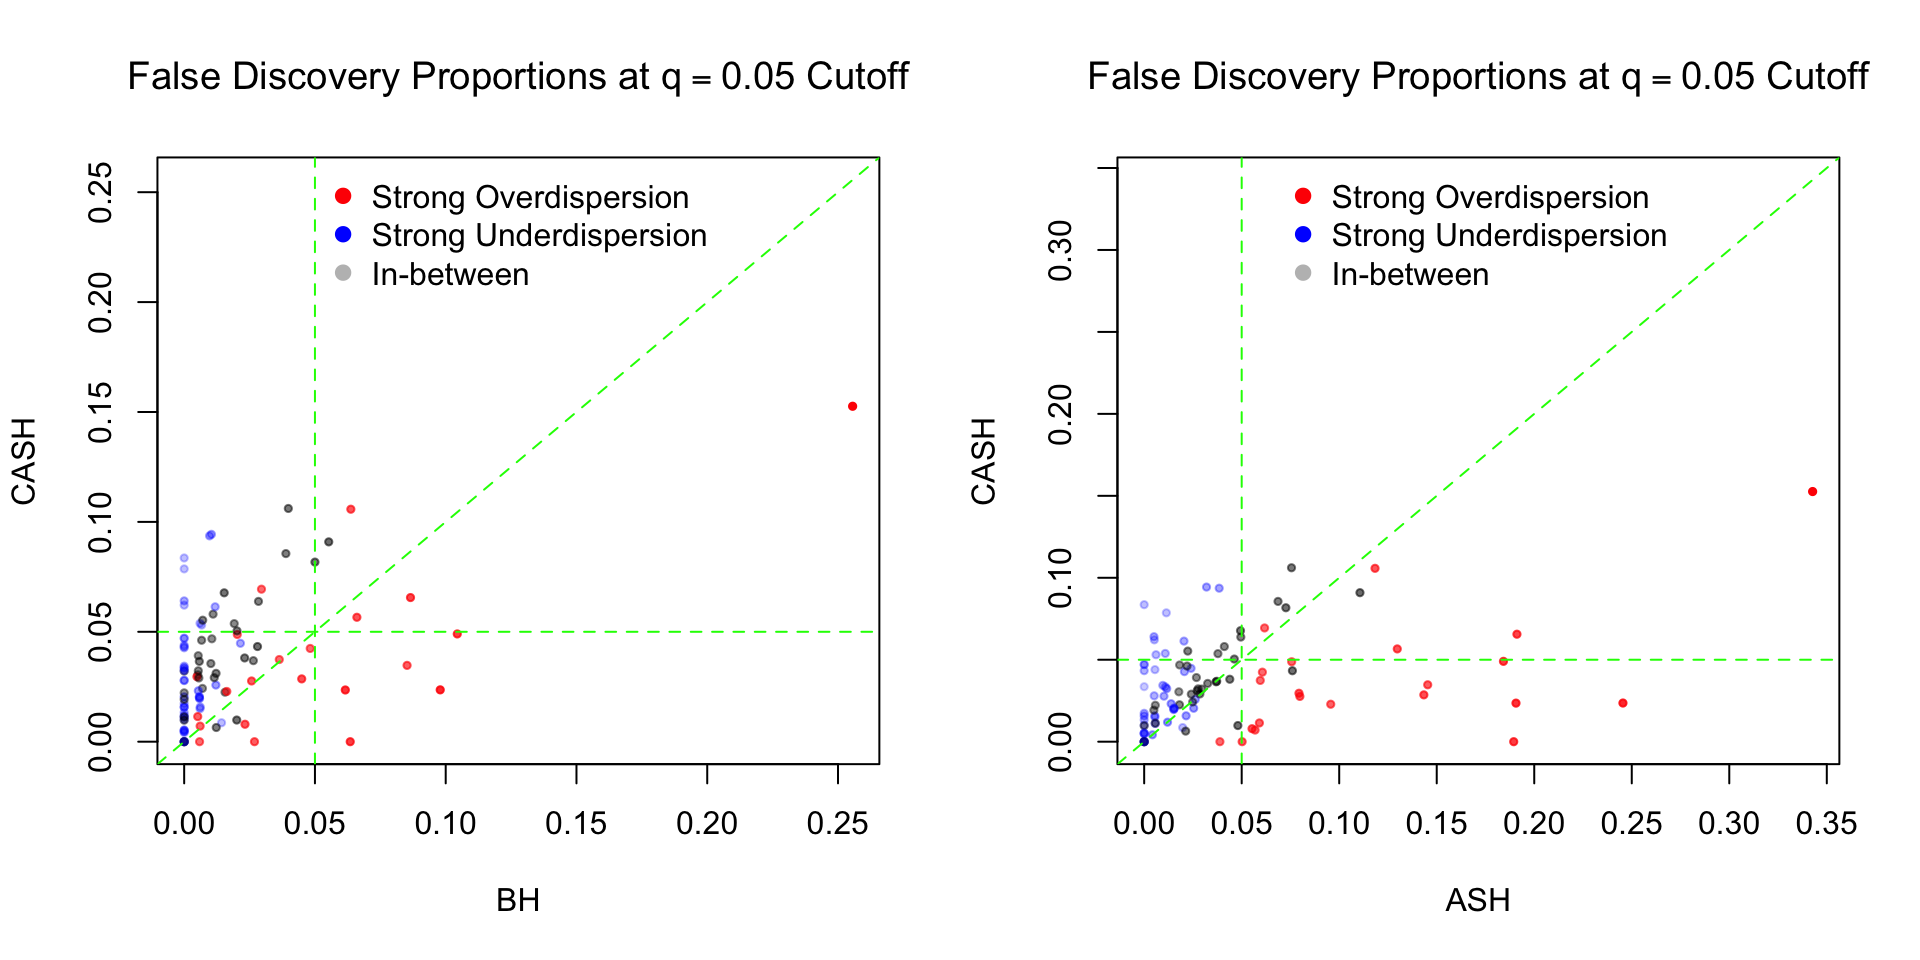 False Discovery Proportions at q = 0.05 Cutoff
Strong Overdispersion
Strong Underdispersion
In-between
CASH
0.25
0.20
0.15
0.10
0.05
0.00
0.00 0.05 0.10 0.15 0.20 0.25
BH
False Discovery Proportions at q = 0.05 Cutoff
Strong Overdispersion
Strong Underdispersion
In-between
CASH
0.30
0.20
0.10
0.00
0.00 0.05 0.10 0.15 0.20 0.25 0.30 0.35
ASH